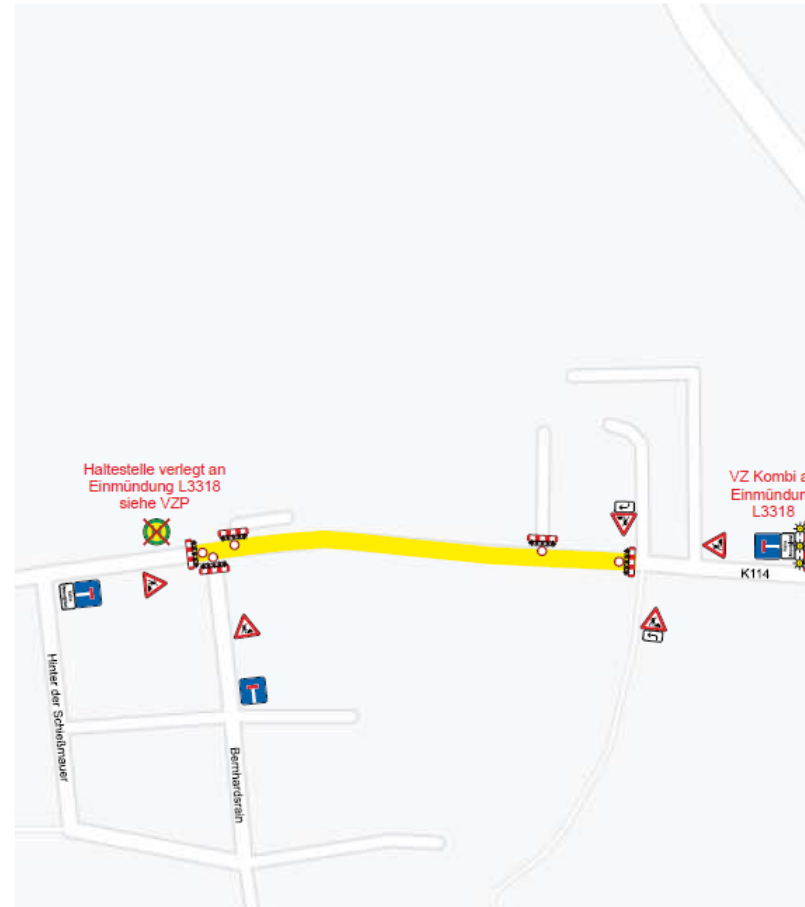 Haltestelle verlegt an
Einmündung L3318
siehe VZP
VZ Kombi a
Einmündun
L3318
K114
Hinter der Schießmauer
Bernhardsrain